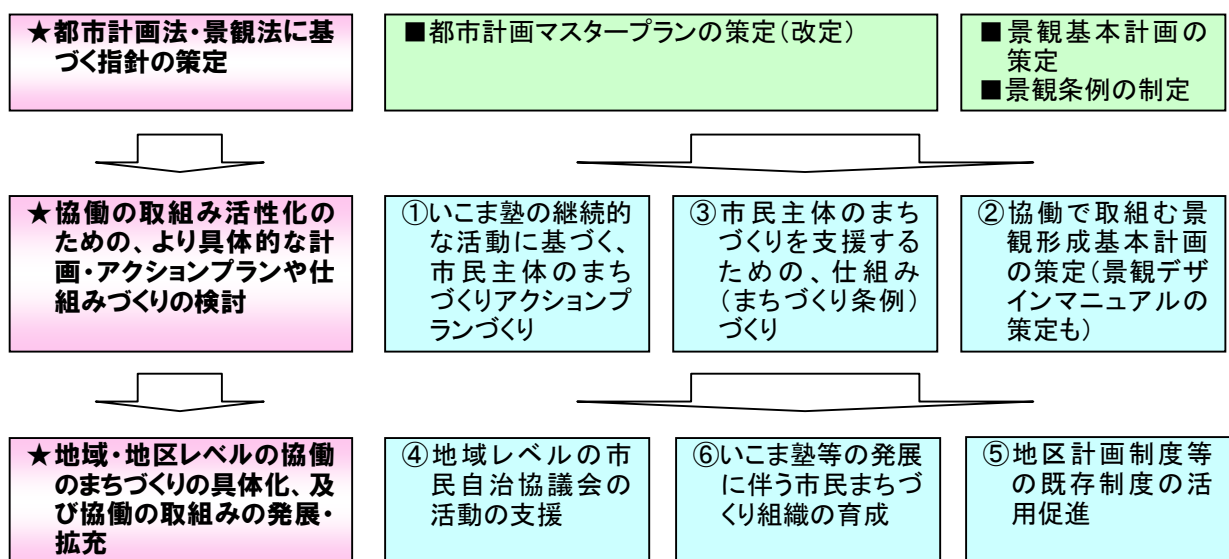 ★都市計画法・景観法に基
づく指針の策定
■都市計画マスタープランの策定(改定)
■景観基本計画の
策定
■景観条例の制定
★協働の取組み活性化の
ための、より具体的な計
画・アクションプランや仕
組みづくりの検討
①いこま塾の継続的
な活動に基づく、
市民主体のまち
づくりアクションプ
ランづくり
③市民主体のまち
づくりを支援する
ための、仕組み
(まちづくり条例)
づくり
②協働で取組む景
観形成基本計画
の策定(景観デザ
インマニュアルの
策定も)
★地域・地区レベルの協働
のまちづくりの具体化、及
び協働の取組みの発展・
拡充
④地域レベルの市
民自治協議会の
活動の支援
⑥いこま塾等の発展
に伴う市民まちづ
くり組織の育成
⑤地区計画制度等
の既存制度の活
用促進